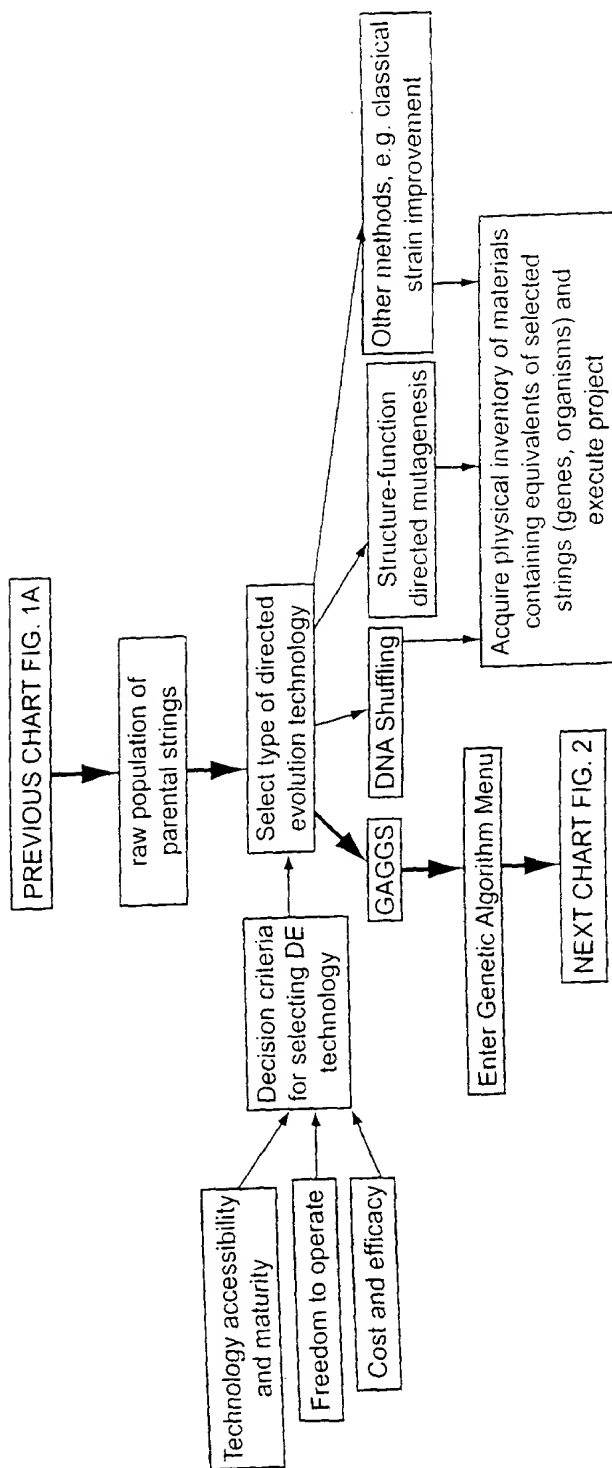 PREVIOUS CHART FIG. 1A
raw population of
parental strings
Technology accessibility
and maturity
Freedom to operate
Cost and efficacy
Decision criteria
for selecting DE
technology
Select type of directed
evolution technology
GAGGS
DNA Shuffling
Structure-function
directed mutagenesis
Other methods, e.g. classical
strain improvement
Enter Genetic Algorithm Menu
NEXT CHART FIG. 2
Acquire physical inventory of materials
containing equivalents of selected
strings (genes, organisms) and
execute project